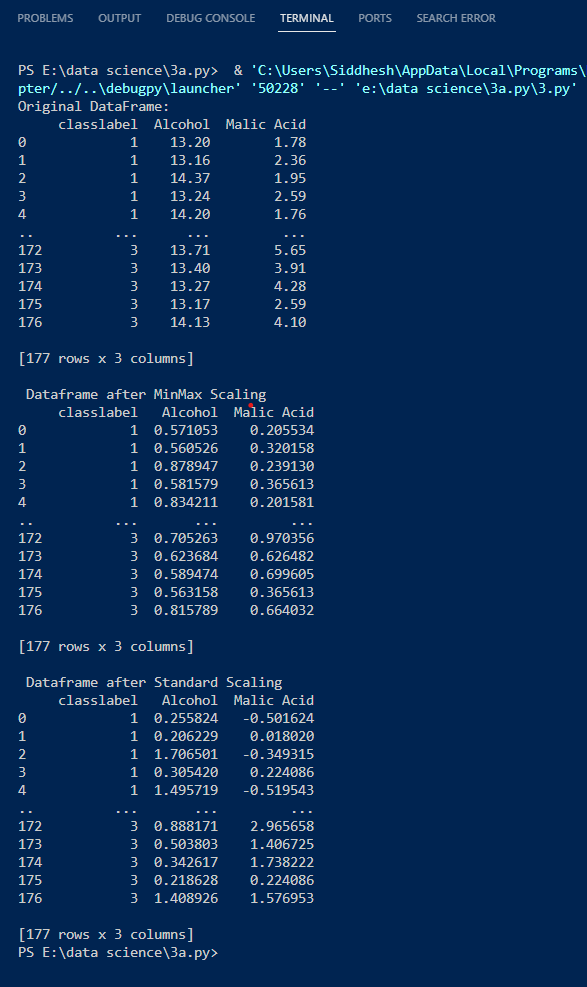 PROBLEMS OUTPUT DEBUG CONSOLE TERMINAL PORTS SEARCH ERROR
PS E:\data science\3a.py>  & 'C:\Users\Siddhesh\AppData\Local\Programs\
pter/../..\debugpy\launcher' '50228' '--' 'e:\data science\3a.py\3.py'
Original DataFrame:
     classlabel  Alcohol  Malic Acid
0             1    13.20        1.78
1             1    13.16        2.36
2             1    14.37        1.95
3             1    13.24        2.59
4             1    14.20        1.76
..          ...      ...         ...
172           3    13.71        5.65
173           3    13.40        3.91
174           3    13.27        4.28
175           3    13.17        2.59
176           3    14.13        4.10
[177 rows x 3 columns]
 Dataframe after MinMax Scaling
     classlabel   Alcohol  Malic Acid
0             1  0.571053    0.205534
1             1  0.560526    0.320158
2             1  0.878947    0.239130
3             1  0.581579    0.365613
4             1  0.834211    0.201581
..          ...       ...         ...
172           3  0.705263    0.970356
173           3  0.623684    0.626482
174           3  0.589474    0.699605
175           3  0.563158    0.365613
176           3  0.815789    0.664032
[177 rows x 3 columns]
 Dataframe after Standard Scaling
     classlabel   Alcohol  Malic Acid
0             1  0.255824   -0.501624
1             1  0.206229    0.018020
2             1  1.706501   -0.349315
3             1  0.305420    0.224086
4             1  1.495719   -0.519543
..          ...       ...         ...
172           3  0.888171    2.965658
173           3  0.503803    1.406725
174           3  0.342617    1.738222
175           3  0.218628    0.224086
176           3  1.408926    1.576953
[177 rows x 3 columns]
PS E:\data science\3a.py>